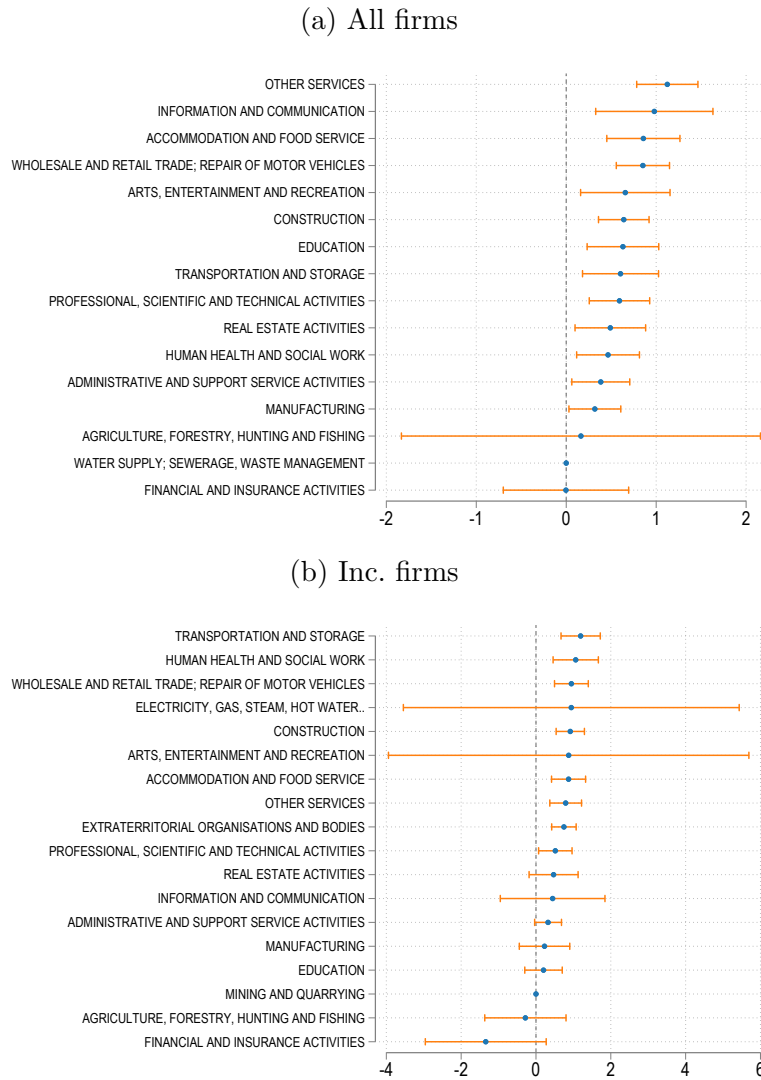 (a) All firms
OTHER SERVICES
INFORMATION AND COMMUNICATION
ACCOMMODATION AND FOOD SERVICE
WHOLESALE AND RETAIL TRADE; REPAIR OF MOTOR VEHICLES
ARTS, ENTERTAINMENT AND RECREATION
CONSTRUCTION
EDUCATION
TRANSPORTATION AND STORAGE
PROFESSIONAL, SCIENTIFIC AND TECHNICAL ACTIVITIES
REAL ESTATE ACTIVITIES
HUMAN HEALTH AND SOCIAL WORK
ADMINISTRATIVE AND SUPPORT SERVICE ACTIVITIES
MANUFACTURING
AGRICULTURE, FORESTRY, HUNTING AND FISHING
WATER SUPPLY; SEWERAGE, WASTE MANAGEMENT
FINANCIAL AND INSURANCE ACTIVITIES
-2 -1 0 1 2
(b) Inc. firms
TRANSPORTATION AND STORAGE
HUMAN HEALTH AND SOCIAL WORK
WHOLESALE AND RETAIL TRADE; REPAIR OF MOTOR VEHICLES
ELECTRICITY, GAS, STEAM, HOT WATER..
CONSTRUCTION
ARTS, ENTERTAINMENT AND RECREATION
ACCOMMODATION AND FOOD SERVICE
OTHER SERVICES
EXTRATERRITORIAL ORGANISATIONS AND BODIES
PROFESSIONAL, SCIENTIFIC AND TECHNICAL ACTIVITIES
REAL ESTATE ACTIVITIES
INFORMATION AND COMMUNICATION
ADMINISTRATIVE AND SUPPORT SERVICE ACTIVITIES
MANUFACTURING
EDUCATION
MINING AND QUARRYING
AGRICULTURE, FORESTRY, HUNTING AND FISHING
FINANCIAL AND INSURANCE ACTIVITIES
-4 -2 0 2 4 6